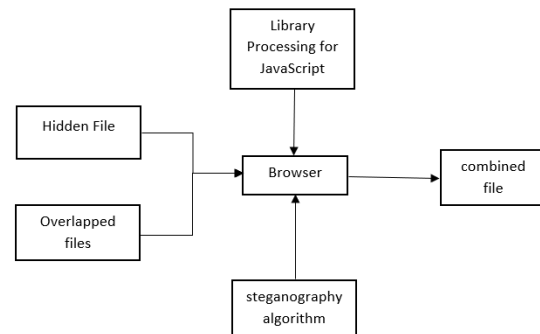 Library
Processing for
JavaScript
Hidden File
Browser
combined
file
Overlapped
files
steganography
algorithm